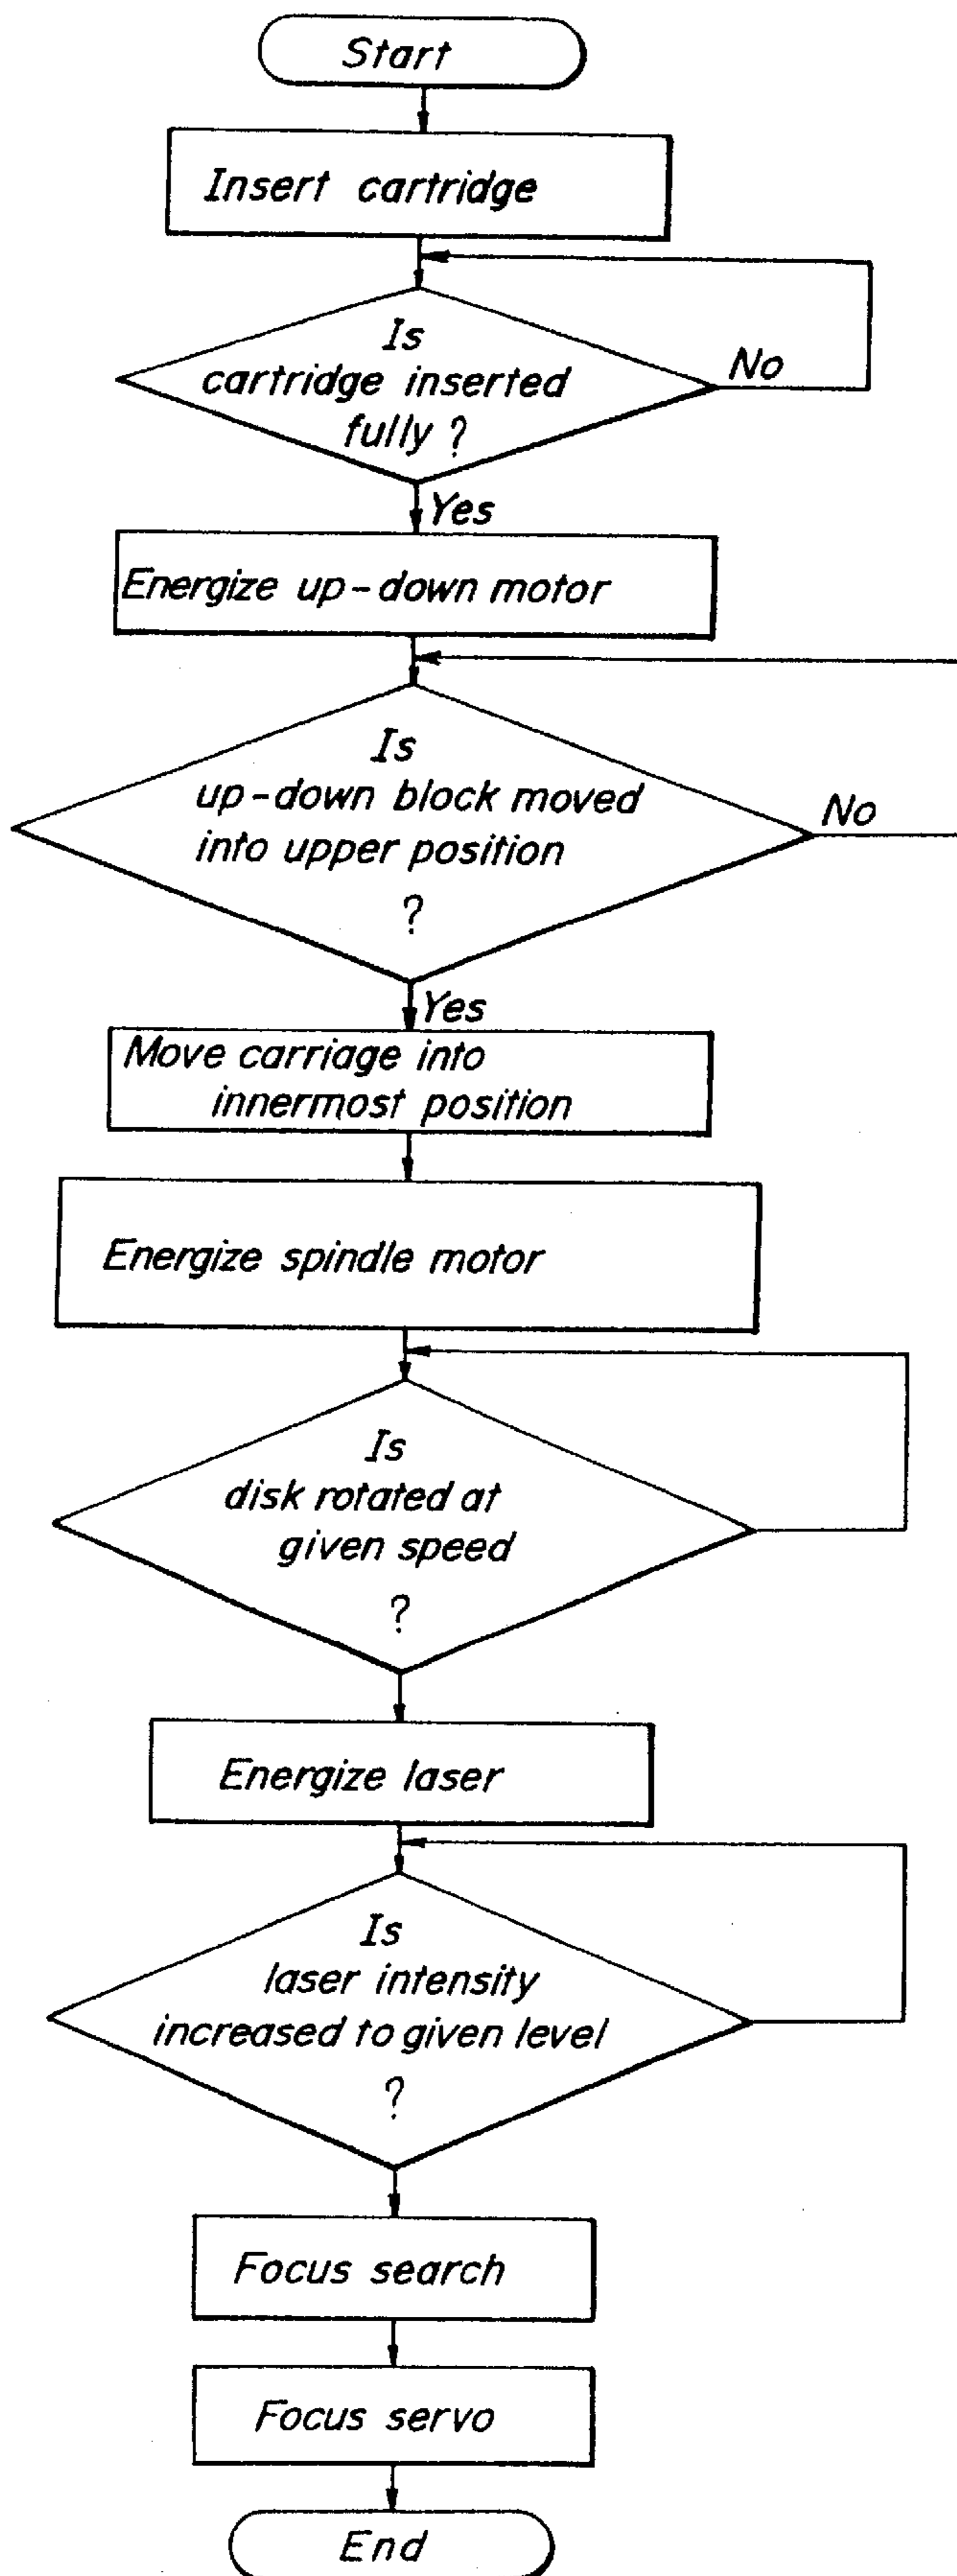 Start
Insert cartridge
Is
cartridge inserted
fully ?
No
Yes
Energize up-down motor
Is
up-down block moved
into upper position
?
No
Yes
Move carriage into
innermost position
Energize spindle motor
Is
disk rotated at
given speed
?
Energize laser
Is
laser intensity
increased to given level
?
Focus search
Focus servo
End